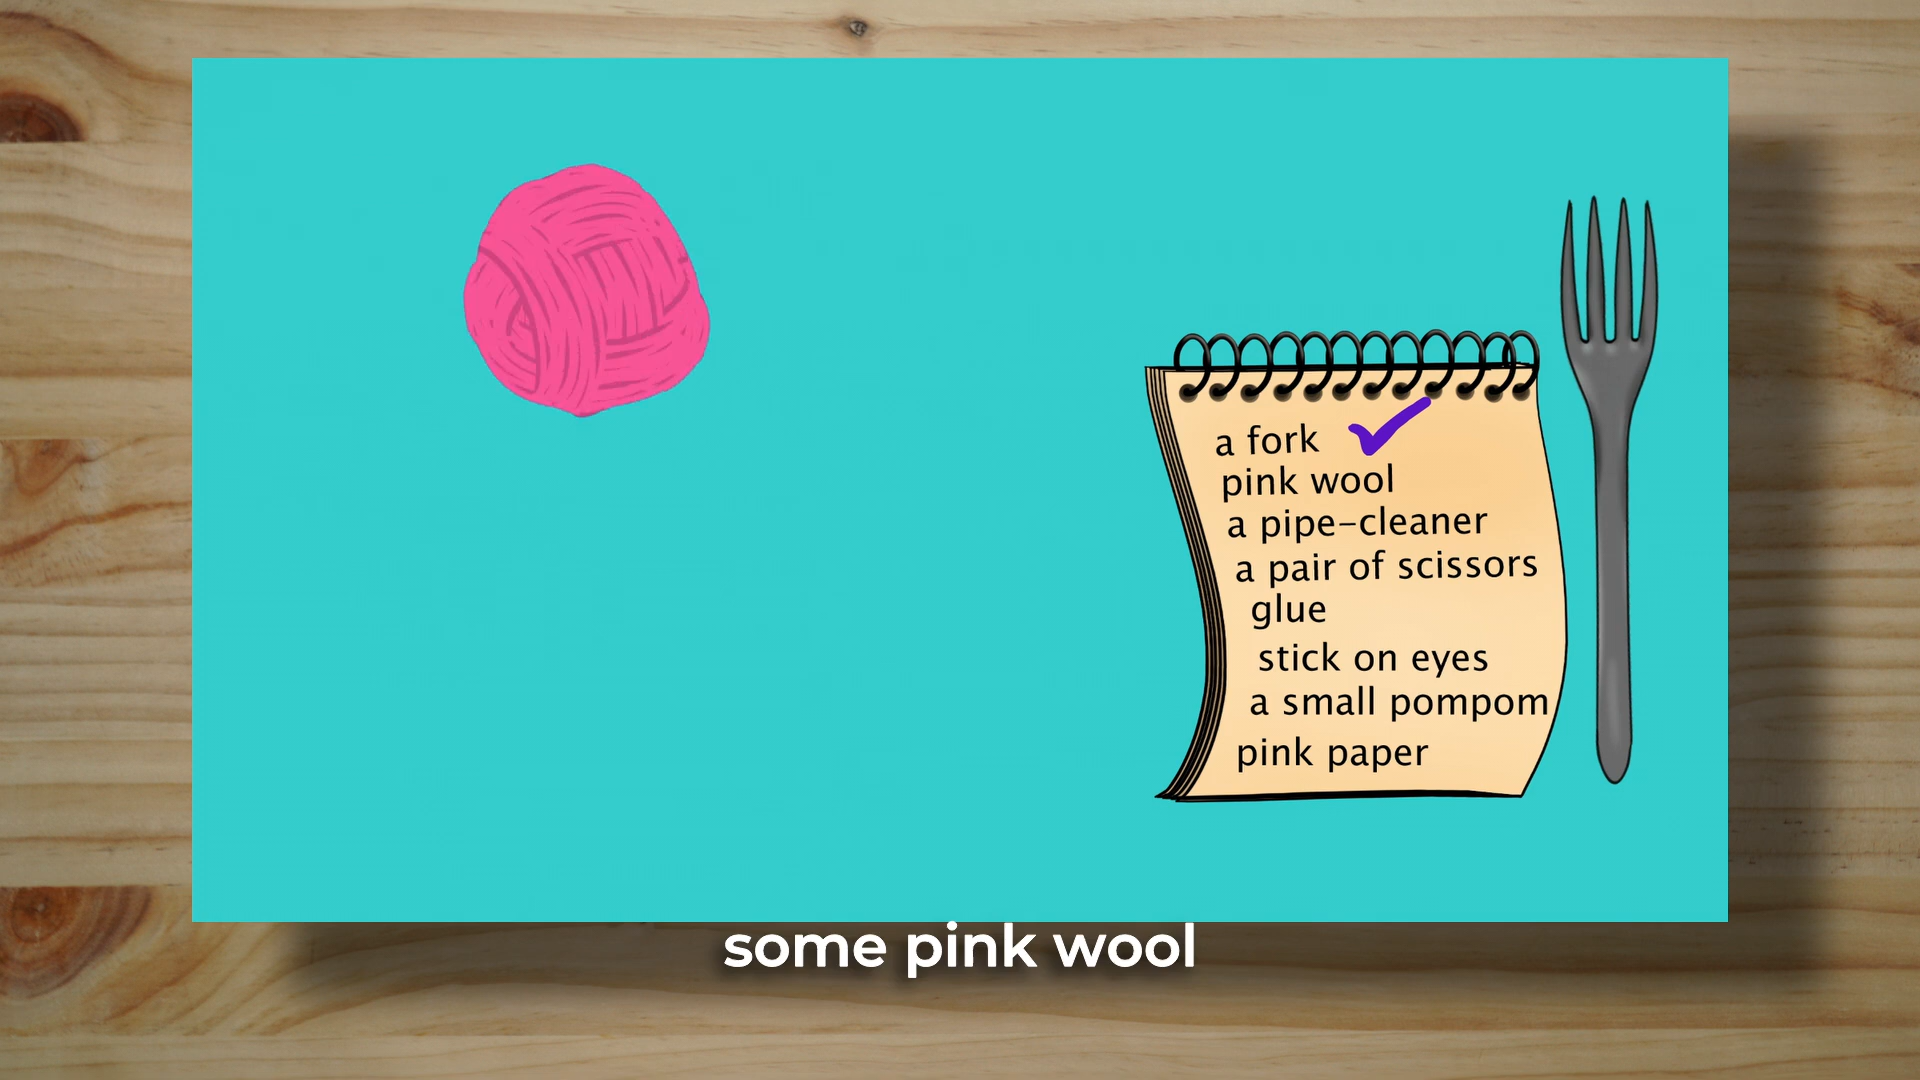 a fork
pink wool
a pipe-cleaner
a pair of scissors
glue
stick on eyes
a small pompom
pink paper
some pink wool